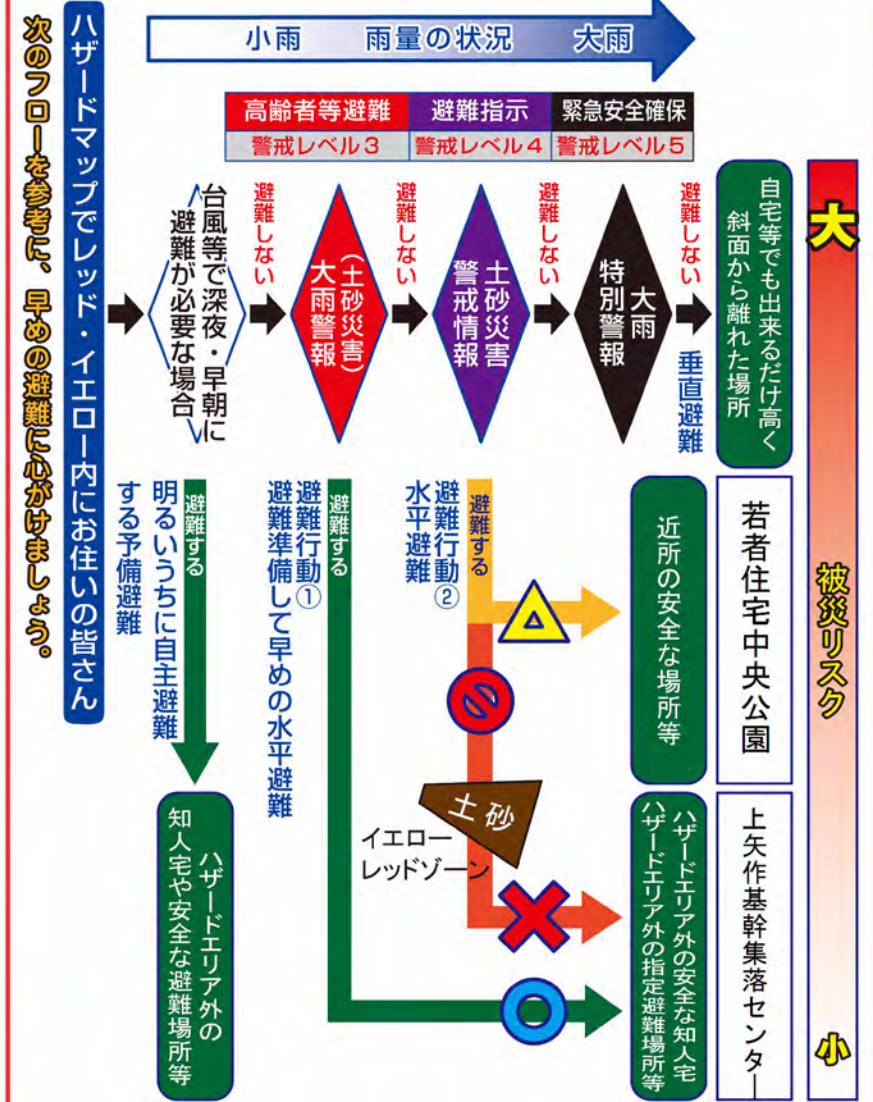 次のフローを参考に、早めの避難に心がけましょう。
ハザードマップでレッド・イエロー内にお住いの皆さん
小雨 雨量の状況 大雨
高齢者等避難 避難指示 緊急安全確保
警戒レベル3 警戒レベル4 警戒レベル5
台風等で深夜・早朝に
避難が必要な場合
避難しない
(土砂災害)
大雨警報
避難しない
土砂災害
警戒情報
避難しない
大雨
特別警報
避難しない
垂直避難
自宅等でも出来るだけ高く
斜面から離れた場所
避難する
明るいうちに自主避難
する予備避難
避難する
避難行動①
避難準備して早めの水平避難
避難する
避難行動②
水平避難
土砂
イエロー
レッドゾーン
近所の安全な場所等
若者住宅中央公園
ハザードエリア外の
知人宅や安全な避難場所等
ハザードエリア外の安全な知人宅
ハザードエリア外の指定避難場所等
上矢作基幹集落センター
大
被災リスク
小